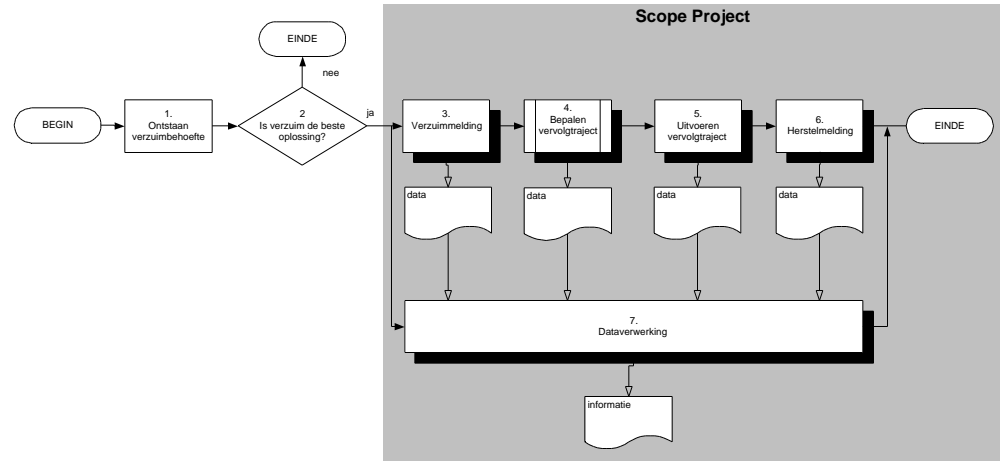 Scope Project
EINDE
nee
BEGIN
1.
Ontstaan
verzuimbehoefte
2
Is verzuim de beste
oplossing?
ja
3.
Verzuimmelding
4.
Bepalen
vervolgtraject
5.
Uitvoeren
vervolgtraject
6.
Herstelmelding
EINDE
data
data
data
data
7.
Dataverwerking
informatie